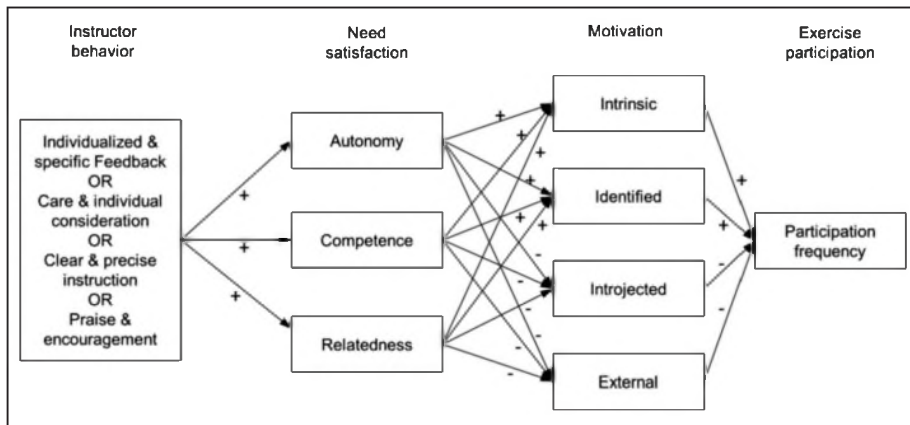 Instructor
behavior
Need
satisfaction
Motivation
Exercise
participation
Individualized &
specific Feedback
OR
Care & individual
consideration
OR
Clear & precise
instruction
OR
Praise &
encouragement
+
+
+
Autonomy
Competence
Relatedness
+
+
+
+
+
+
-
-
-
-
-
-
Intrinsic
Identified
Introjected
External
+
+
-
-
Participation
frequency